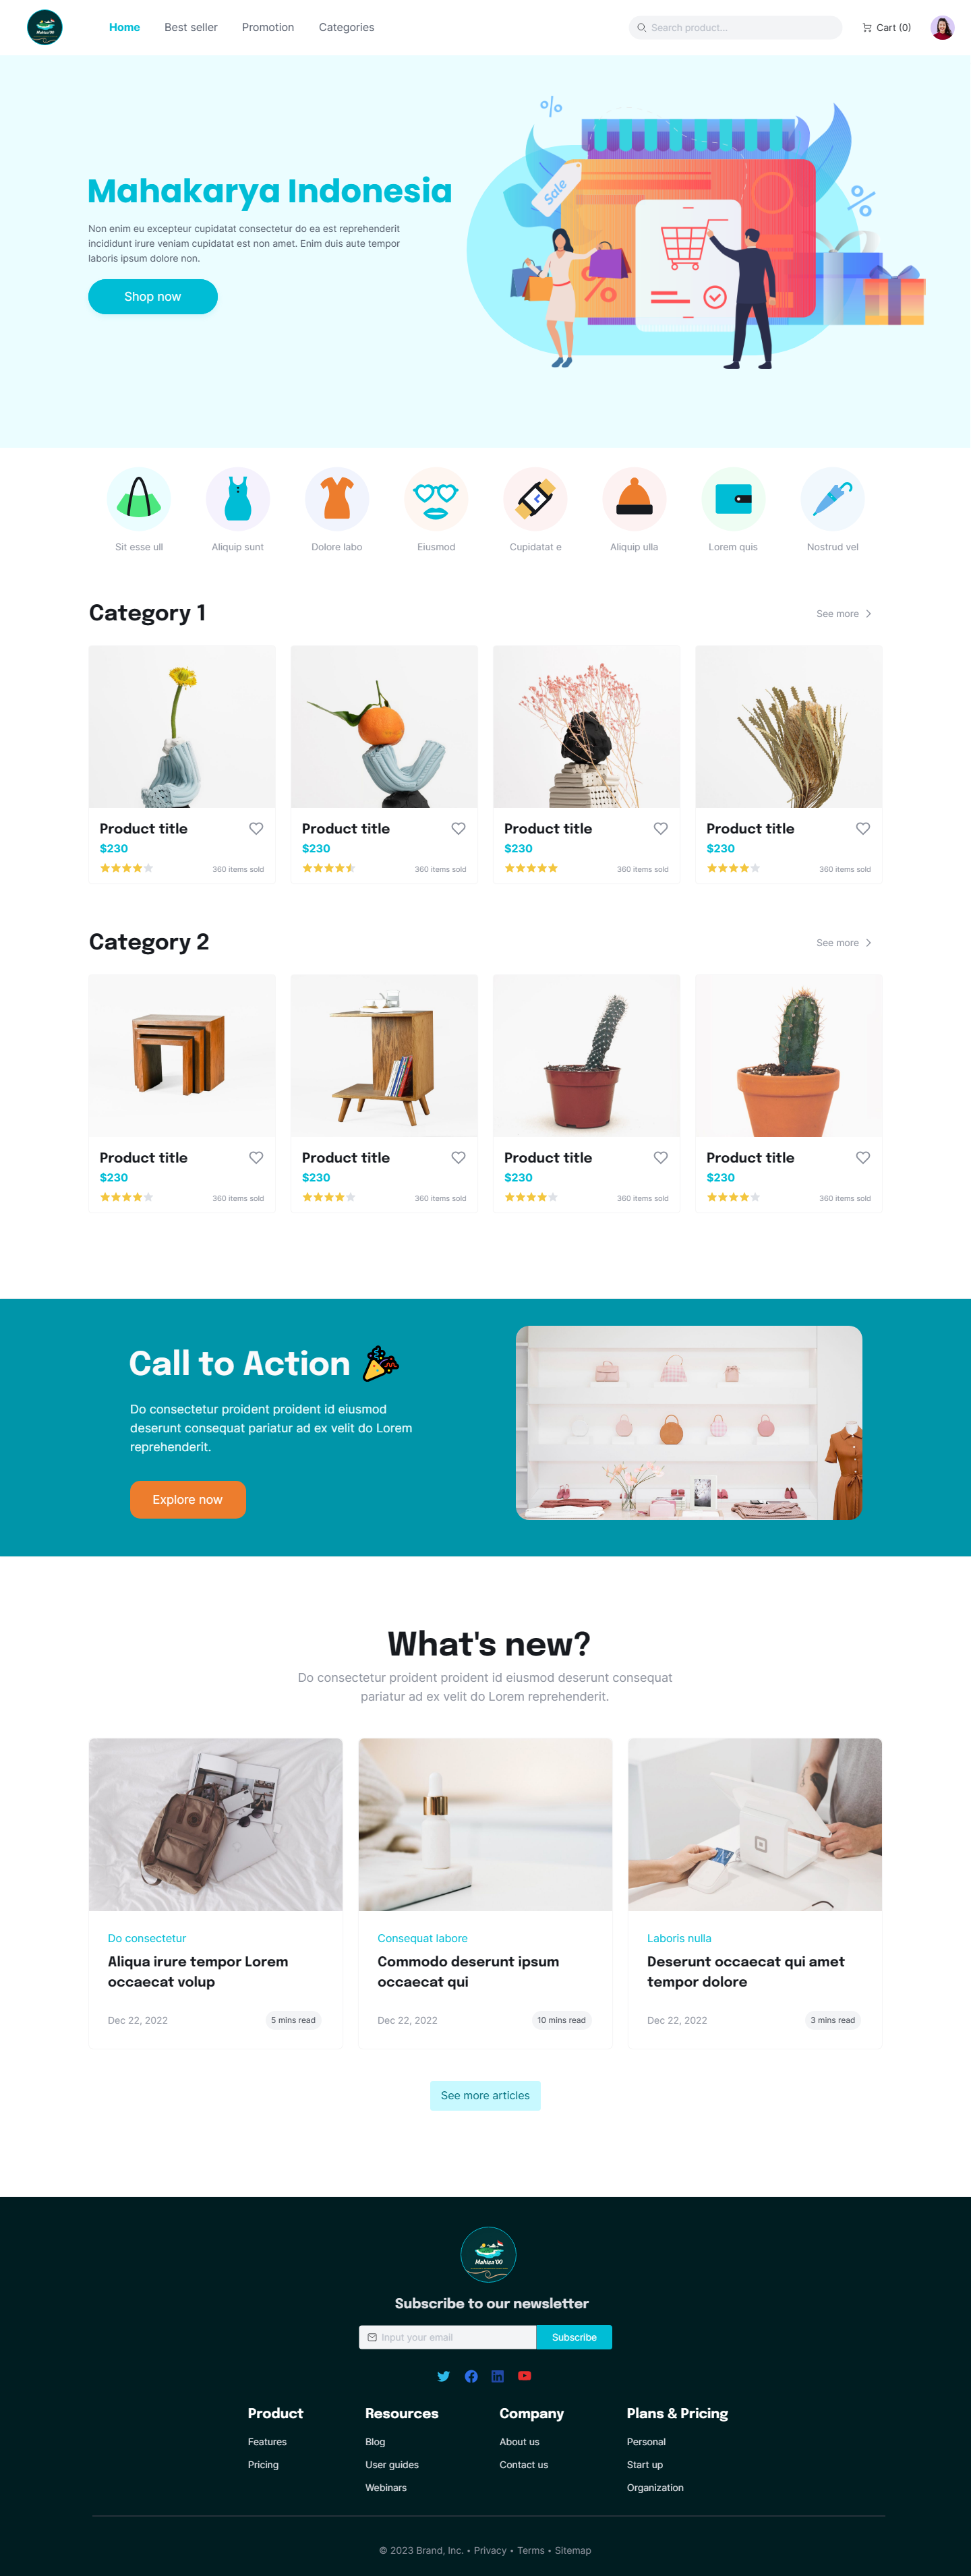 Home
Best seller
Promotion
Categories
Search product...
Cart (0)
Mahakarya Indonesia
Non enim eu excepteur cupidatat consectetur do ea est reprehenderit
incididunt irure veniam cupidatat est non amet. Enim duis aute tempor
laboris ipsum dolore non.
Shop now
%
Sale
%
%
Sit esse ull
Aliquip sunt
Dolore labo
Eiusmod
Cupidatat e
Aliquip ulla
Lorem quis
Nostrud vel
Category 1
See more
Product title
$230
360 items sold
Product title
$230
360 items sold
Product title
$230
360 items sold
Product title
$230
360 items sold
Category 2
See more
Product title
$230
360 items sold
Product title
$230
360 items sold
Product title
$230
360 items sold
Product title
$230
360 items sold
Call to Action
Do consectetur proident proident id eiusmod
deserunt consequat pariatur ad ex velit do Lorem
reprehenderit.
Explore now
What's new?
Do consectetur proident proident id eiusmod deserunt consequat
pariatur ad ex velit do Lorem reprehenderit.
Do consectetur
Aliqua irure tempor Lorem
occaecat volup
Dec 22, 2022
5 mins read
Consequat labore
Commodo deserunt ipsum
occaecat qui
Dec 22, 2022
10 mins read
Laboris nulla
Deserunt occaecat qui amet
tempor dolore
Dec 22, 2022
3 mins read
See more articles
Mahiza'00
Subscribe to our newsletter
Input your email
Subscribe
Product
Features
Pricing
Resources
Blog
User guides
Webinars
Company
About us
Contact us
Plans & Pricing
Personal
Start up
Organization
© 2023 Brand, Inc. • Privacy • Terms • Sitemap